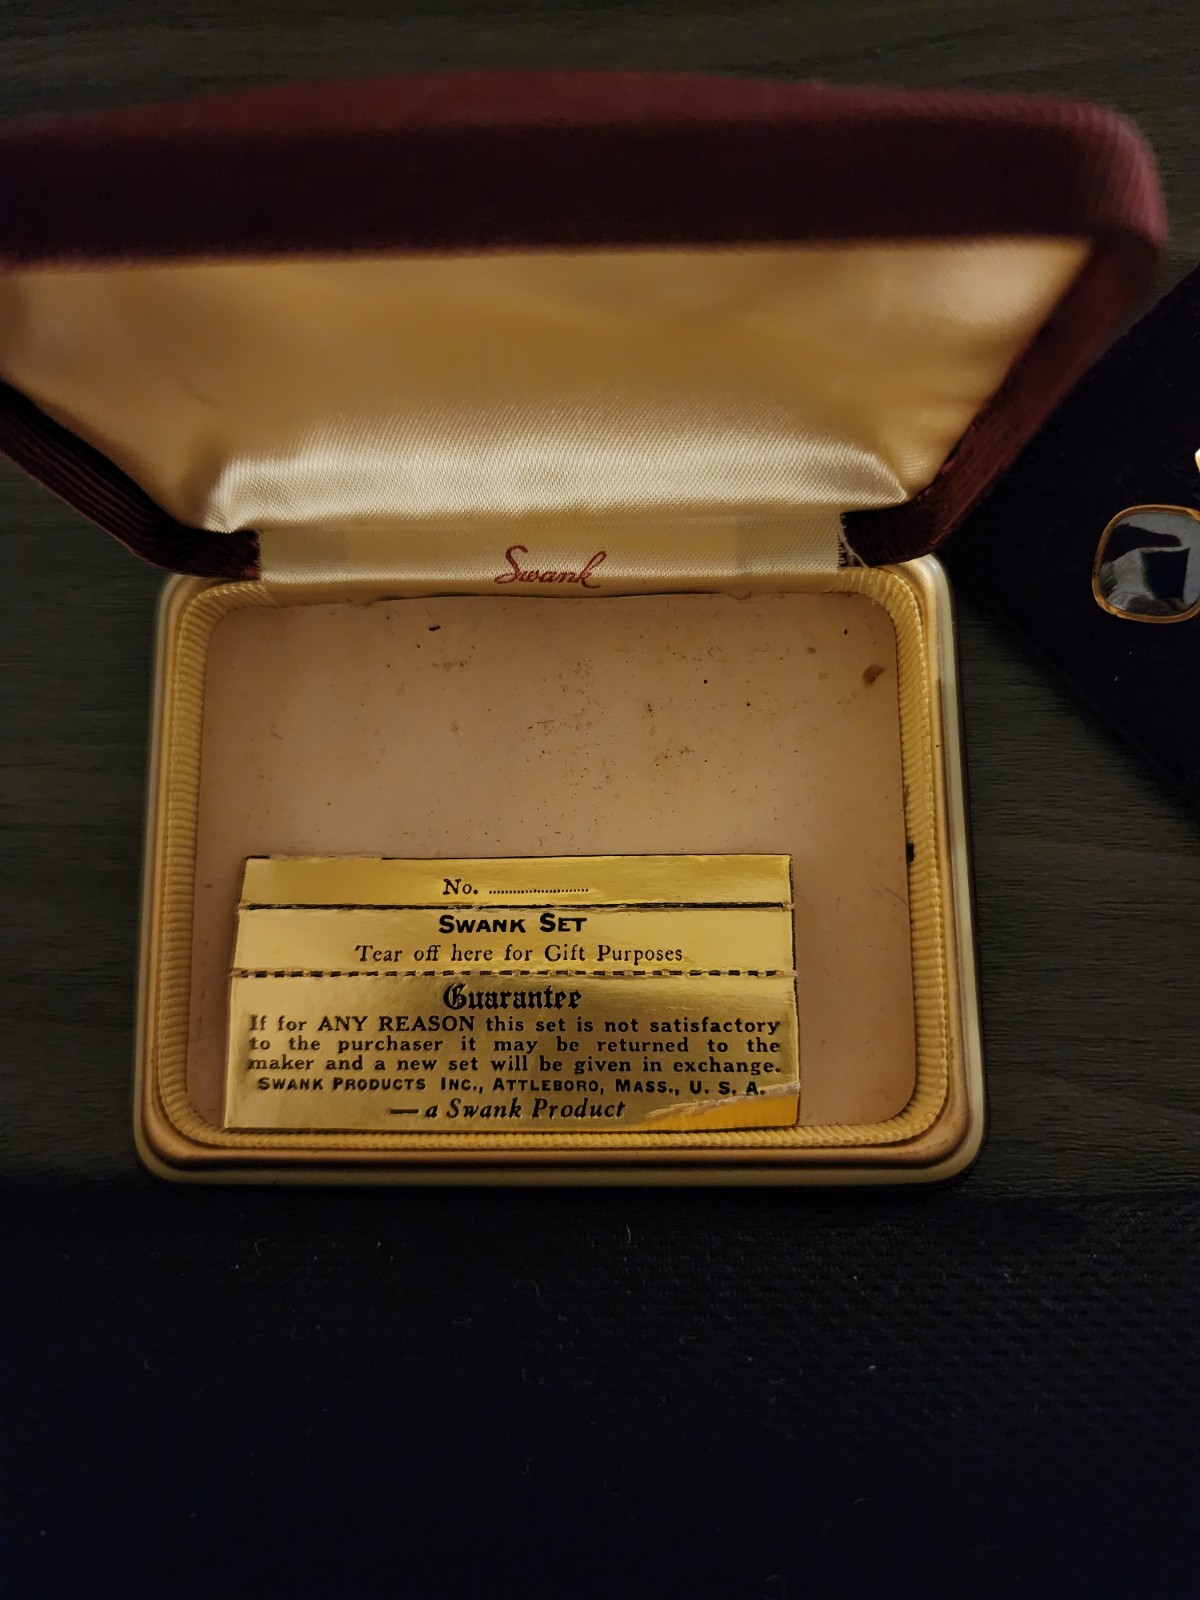 Swank
No. ........................
SWANK SET
Tear off here for Gift Purposes
Guarantee
If for ANY REASON this set is not satisfactory
to the purchaser it may be returned to the
maker and a new set will be given in exchange.
SWANK PRODUCTS INC., ATTLEBORO, MASS., U. S. A.
— a Swank Product